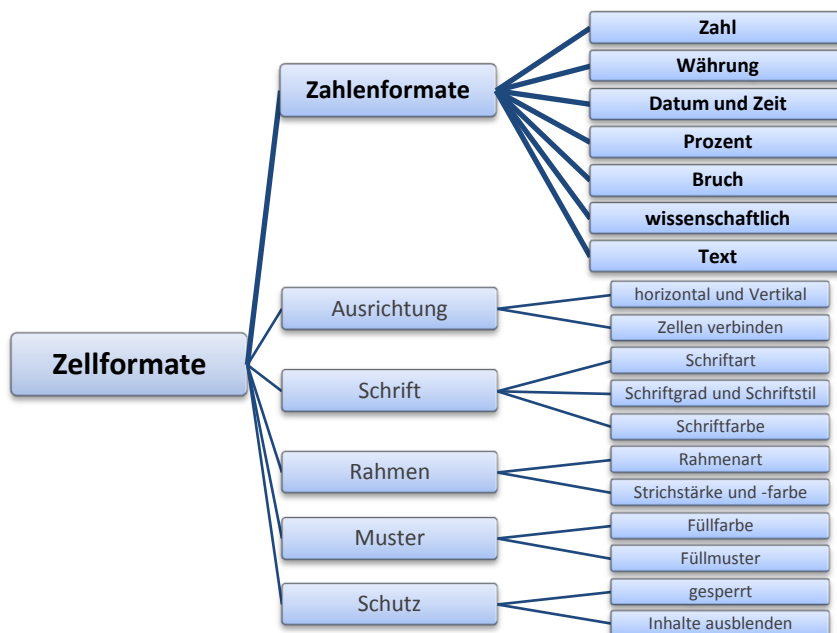 Zellformate
Zahlenformate
Zahl
Währung
Datum und Zeit
Prozent
Bruch
wissenschaftlich
Text
Ausrichtung
horizontal und Vertikal
Zellen verbinden
Schrift
Schriftart
Schriftgrad und Schriftstil
Schriftfarbe
Rahmen
Rahmenart
Strichstärke und -farbe
Muster
Füllfarbe
Füllmuster
Schutz
gesperrt
Inhalte ausblenden